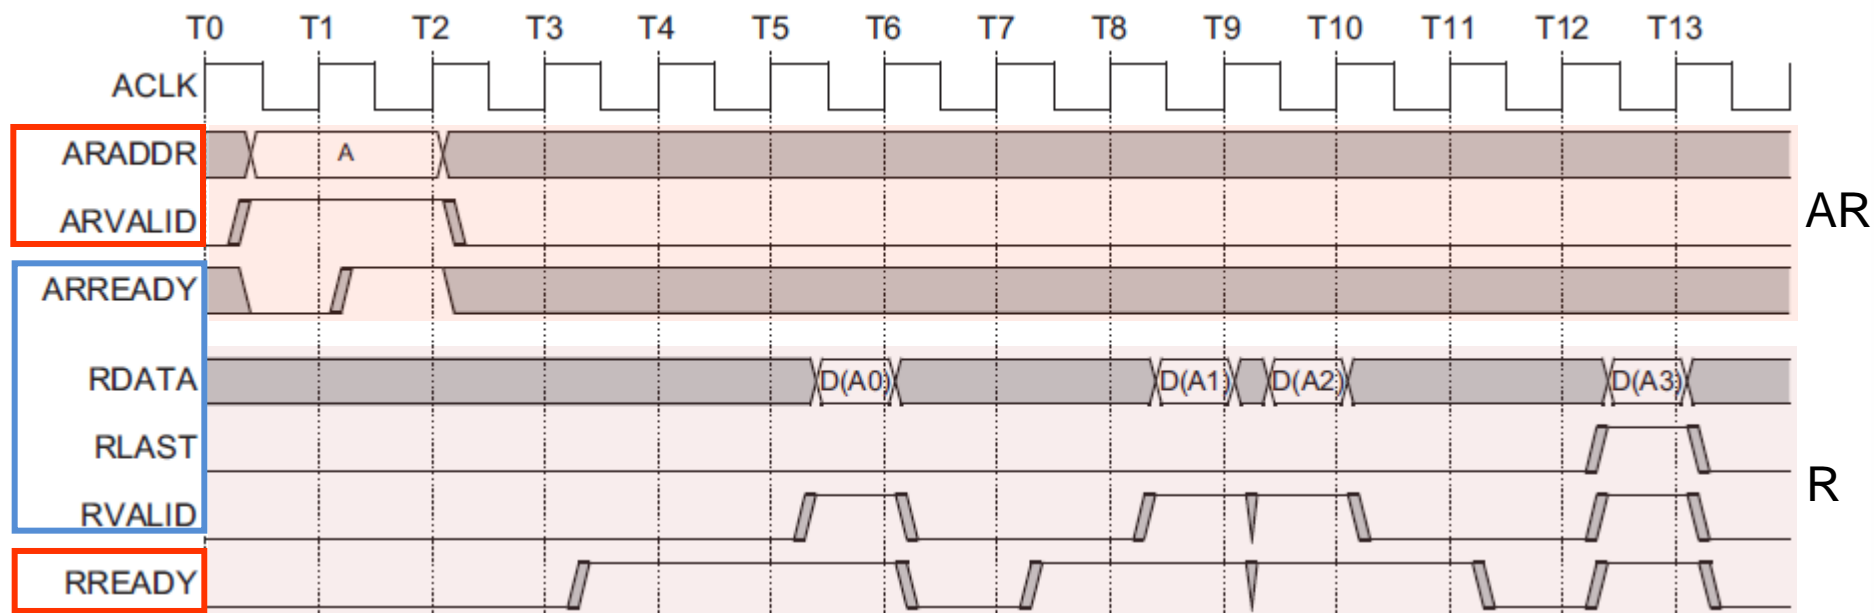 T0 T1 T2 T3 T4 T5 T6 T7 T8 T9 T10 T11 T12 T13
ACLK
ARADDR A
ARVALID
AR
ARREADY
RDATA D(A0) D(A1) D(A2) D(A3)
RLAST
R
RVALID
RREADY